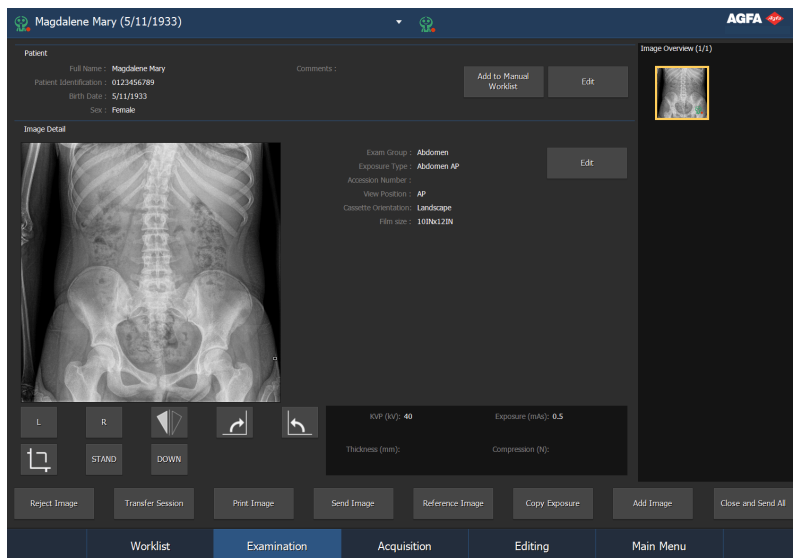 Magdalene Mary (5/11/1933)
AGFA
Agfa
Patient
Full Name : Magdalene Mary
Patient Identification : 0123456789
Birth Date : 5/11/1933
Sex : Female
Comments :
Add to Manual
Worklist
Edit
Image Overview (1/1)
Image Detail
Exam Group : Abdomen
Exposure Type : Abdomen AP
Accession Number :
View Position : AP
Cassette Orientation: Landscape
Film size : 10INx12IN
Edit
L
R
STAND
DOWN
KVP (kV): 40
Exposure (mAs): 0.5
Thickness (mm):
Compression (N):
Reject Image
Transfer Session
Print Image
Send Image
Reference Image
Copy Exposure
Add Image
Close and Send All
Worklist
Examination
Acquisition
Editing
Main Menu